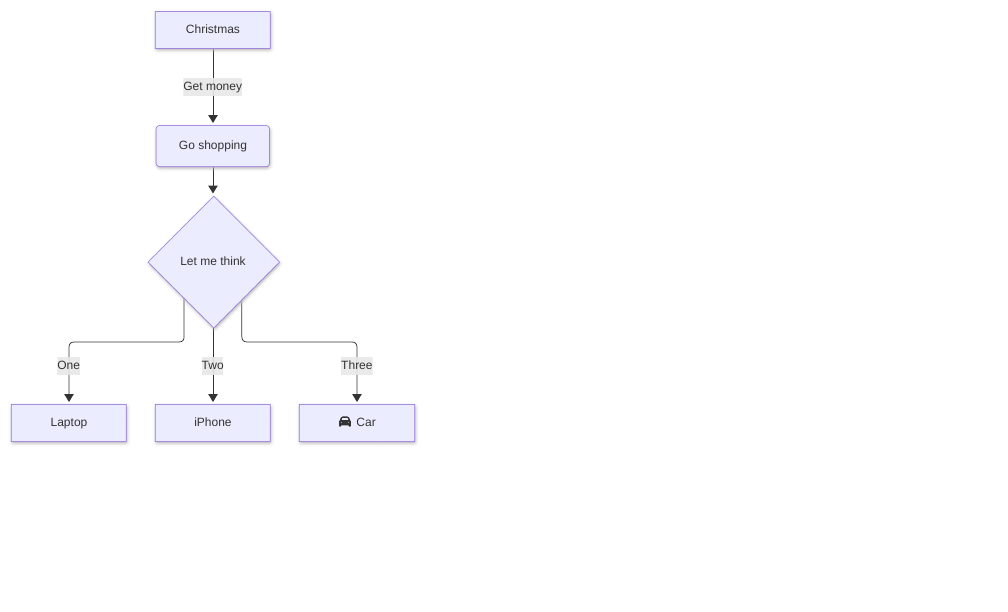 Christmas
Get money
Go shopping
Let me think
One
Two
Three
Laptop
iPhone
Car